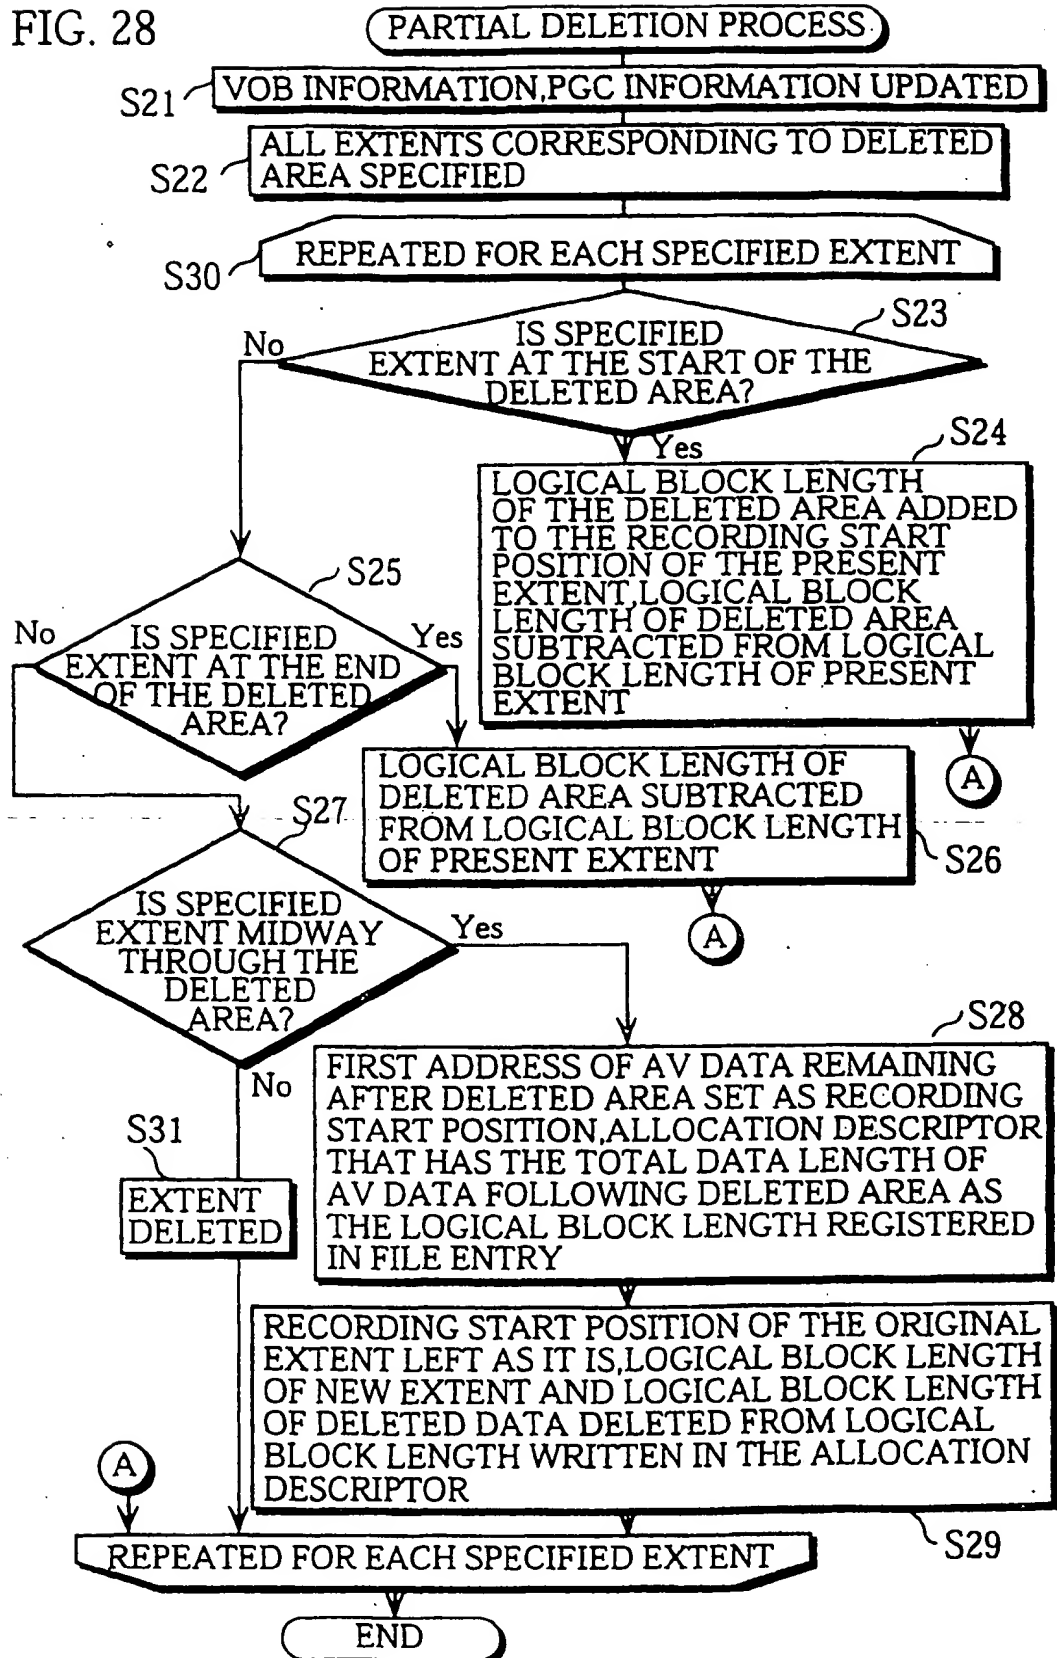 FIG. 28
PARTIAL DELETION PROCESS
S21
VOB INFORMATION,PGC INFORMATION UPDATED
S22
ALL EXTENTS CORRESPONDING TO DELETED
AREA SPECIFIED
S30
REPEATED FOR EACH SPECIFIED EXTENT
S23
IS SPECIFIED
EXTENT AT THE START OF THE
DELETED AREA?
No
Yes
S24
LOGICAL BLOCK LENGTH
OF THE DELETED AREA ADDED
TO THE RECORDING START
POSITION OF THE PRESENT
EXTENT,LOGICAL BLOCK
LENGTH OF DELETED AREA
SUBTRACTED FROM LOGICAL
BLOCK LENGTH OF PRESENT
EXTENT
A
S25
No
IS SPECIFIED
EXTENT AT THE END
OF THE DELETED
AREA?
Yes
LOGICAL BLOCK LENGTH OF
DELETED AREA SUBTRACTED
FROM LOGICAL BLOCK LENGTH
OF PRESENT EXTENT
S26
A
S27
IS SPECIFIED
EXTENT MIDWAY
THROUGH THE
DELETED
AREA?
Yes
No
S28
FIRST ADDRESS OF AV DATA REMAINING
AFTER DELETED AREA SET AS RECORDING
START POSITION,ALLOCATION DESCRIPTOR
THAT HAS THE TOTAL DATA LENGTH OF
AV DATA FOLLOWING DELETED AREA AS
THE LOGICAL BLOCK LENGTH REGISTERED
IN FILE ENTRY
S31
EXTENT
DELETED
RECORDING START POSITION OF THE ORIGINAL
EXTENT LEFT AS IT IS,LOGICAL BLOCK LENGTH
OF NEW EXTENT AND LOGICAL BLOCK LENGTH
OF DELETED DATA DELETED FROM LOGICAL
BLOCK LENGTH WRITTEN IN THE ALLOCATION
DESCRIPTOR
S29
A
REPEATED FOR EACH SPECIFIED EXTENT
END